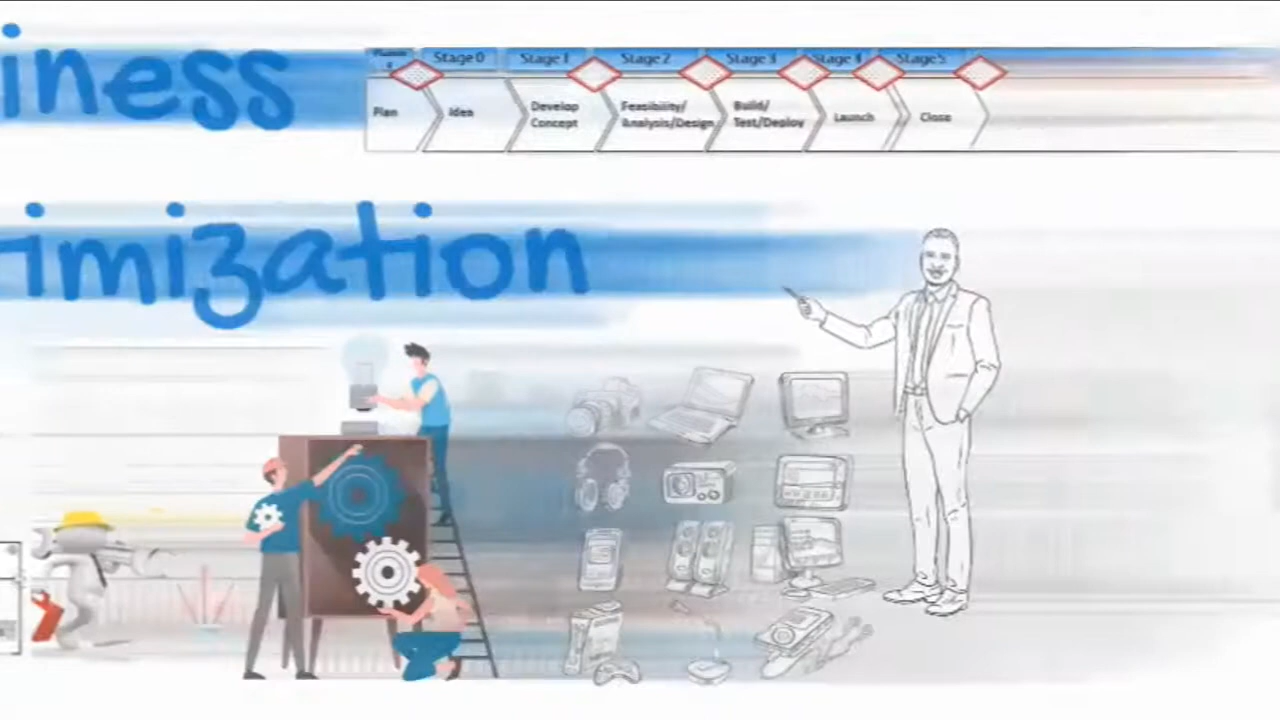 iness
Stage 0 Stage 1 Stage 2 Stage 3 Stage 4 Stage 5
Plan Idea Develop Concept Feasibility/ Analysis/Design Build/ Test/Deploy Launch Close
imization